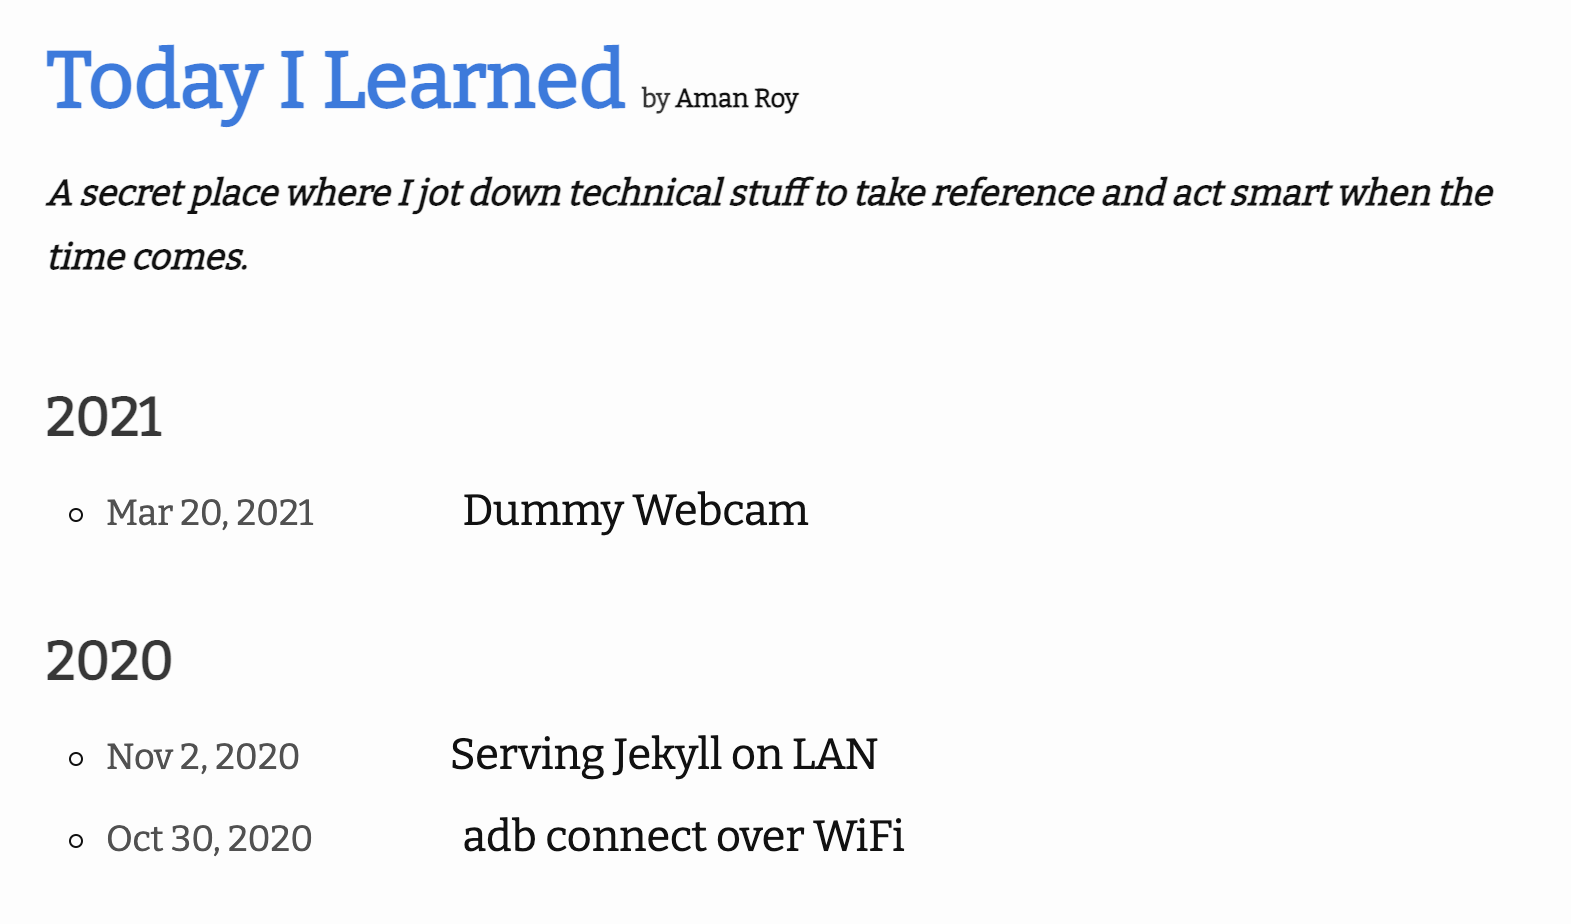 Today I Learned by Aman Roy
A secret place where I jot down technical stuff to take reference and act smart when the
time comes.
2021
Mar 20, 2021 Dummy Webcam
2020
Nov 2, 2020 Serving Jekyll on LAN
Oct 30, 2020 adb connect over WiFi